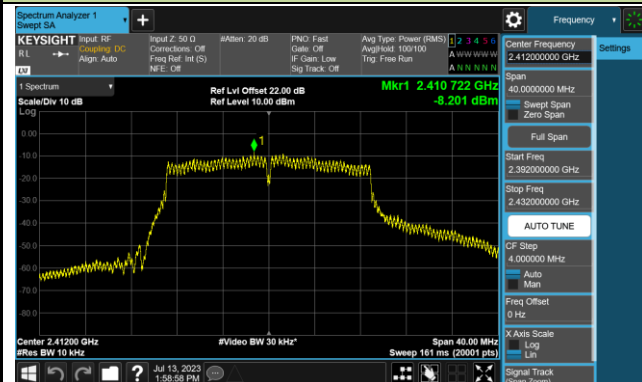 Spectrum Analyzer 1
Swept SA
Frequency
KEYSIGHT
RL
LXI
Input: RF
Coupling: DC
Align: Auto
Input Z: 50 Ω
Corrections: Off
Freq Ref: Int (S)
NFE: Off
#Atten: 20 dB
PNO: Fast
Gate: Off
IF Gain: Low
Sig Track: Off
Avg Type: Power (RMS)
Avg|Hold: 100/100
Trig: Free Run
1 2 3 4 5 6
A W W W W W
A N N N N N
1 Spectrum
Scale/Div 10 dB
Log
Ref Lvl Offset 22.00 dB
Ref Level 10.00 dBm
Mkr1 2.410 722 GHz
-8.201 dBm
1
0.00
-10.0
-20.0
-30.0
-40.0
-50.0
-60.0
-70.0
-80.0
Center 2.41200 GHz
#Res BW 10 kHz
#Video BW 30 kHz*
Span 40.00 MHz
Sweep 161 ms (20001 pts)
Jul 13, 2023
1:58:58 PM
Center Frequency
2.412000000 GHz
Span
40.0000000 MHz
Swept Span
Zero Span
Full Span
Start Freq
2.392000000 GHz
Stop Freq
2.432000000 GHz
AUTO TUNE
CF Step
4.000000 MHz
Auto
Man
Freq Offset
0 Hz
X Axis Scale
Log
Lin
Signal Track
(Span Zoom)
Settings